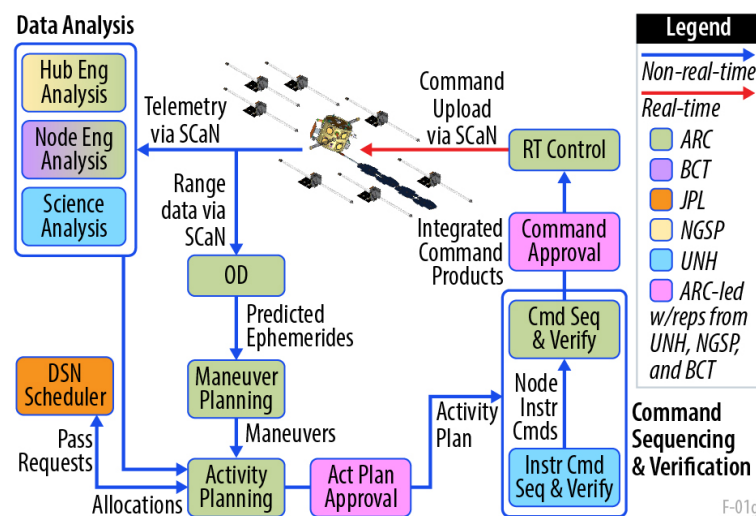 Data Analysis
Hub Eng
Analysis
Node Eng
Analysis
Science
Analysis
Telemetry
via SCaN
Command
Upload
via SCaN
RT Control
Range
data via
SCaN
Integrated
Command
Products
Command
Approval
OD
Predicted
Ephemerides
Cmd Seq
& Verify
DSN
Scheduler
Maneuver
Planning
Node
Instr
Cmds
Activity
Plan
Pass
Requests
Maneuvers
Allocations
Activity
Planning
Act Plan
Approval
Instr Cmd
Seq & Verify
Command
Sequencing
& Verification
Legend
Non-real-time
Real-time
ARC
BCT
JPL
NGSP
UNH
ARC-led
w/reps from
UNH, NGSP,
and BCT